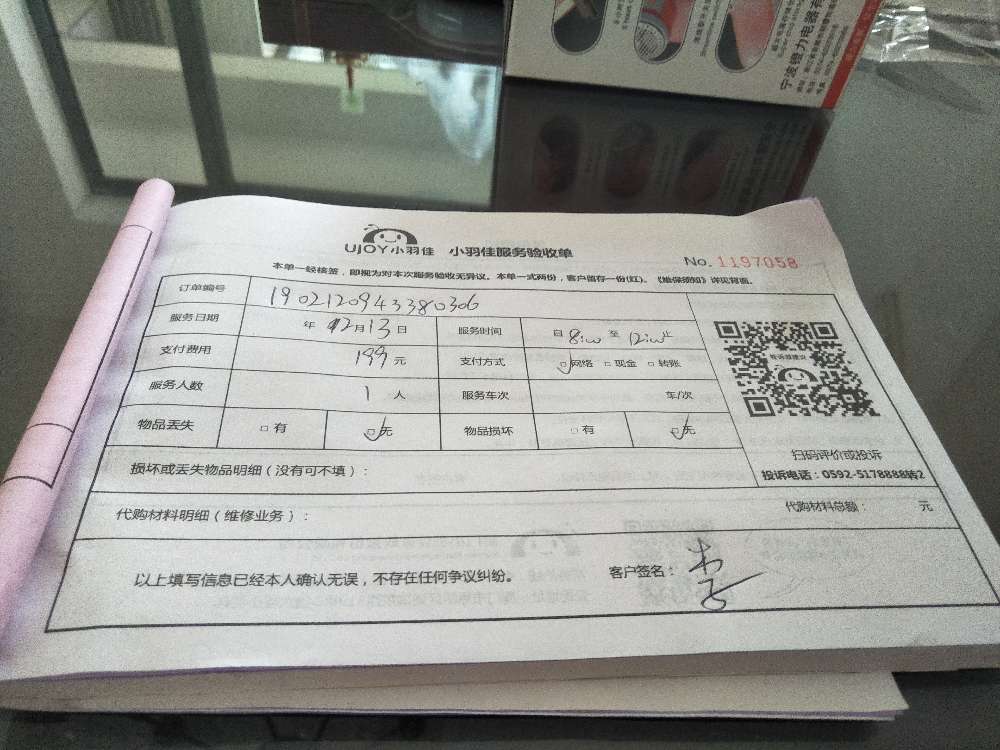 宁波锂力电器有
UJOY小羽佳 小羽佳服务验收单
No. 1197058
本单一经核签，即视为对本次服务验收无异议。本单一式两份，客户留存一份(红)。《维保须知》详见背面。
订单编号 1902120943380306
服务日期 年 12月13日 服务时间 自 8:00 至 12:00 止
支付费用 199 元 支付方式 □网络 □现金 □转账
服务人数 1 人 服务车次 车/次
物品丢失 □有 □无 物品损坏 □有 □无
扫码评价或投诉
投诉电话：0592-5178888转2
损坏或丢失物品明细（没有可不填）：
代购材料明细（维修业务）： 代购材料总额： 元
以上填写信息已经本人确认无误，不存在任何争议纠纷。 客户签名：